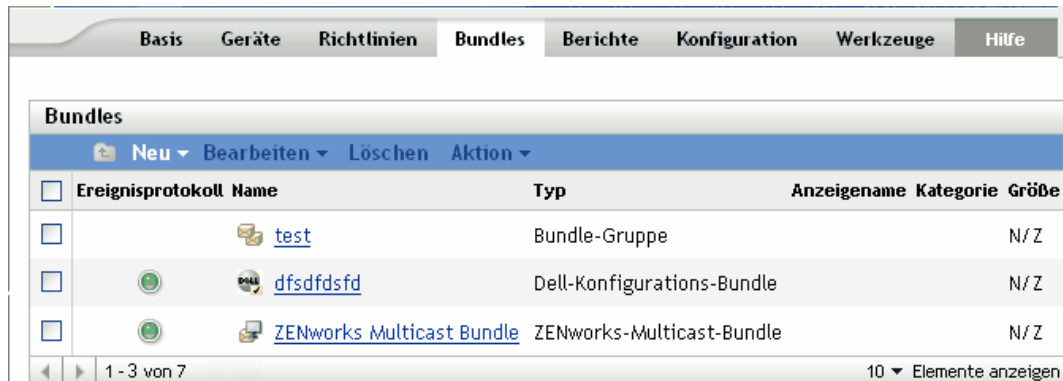 Basis Geräte Richtlinien Bundles Berichte Konfiguration Werkzeuge Hilfe
Bundles
Neu Bearbeiten Löschen Aktion
Ereignisprotokoll Name Typ Anzeigename Kategorie Größe
test Bundle-Gruppe N/Z
DELL dfsdfdsfd Dell-Konfigurations-Bundle N/Z
ZENworks Multicast Bundle ZENworks-Multicast-Bundle N/Z
1 - 3 von 7 10 Elemente anzeigen